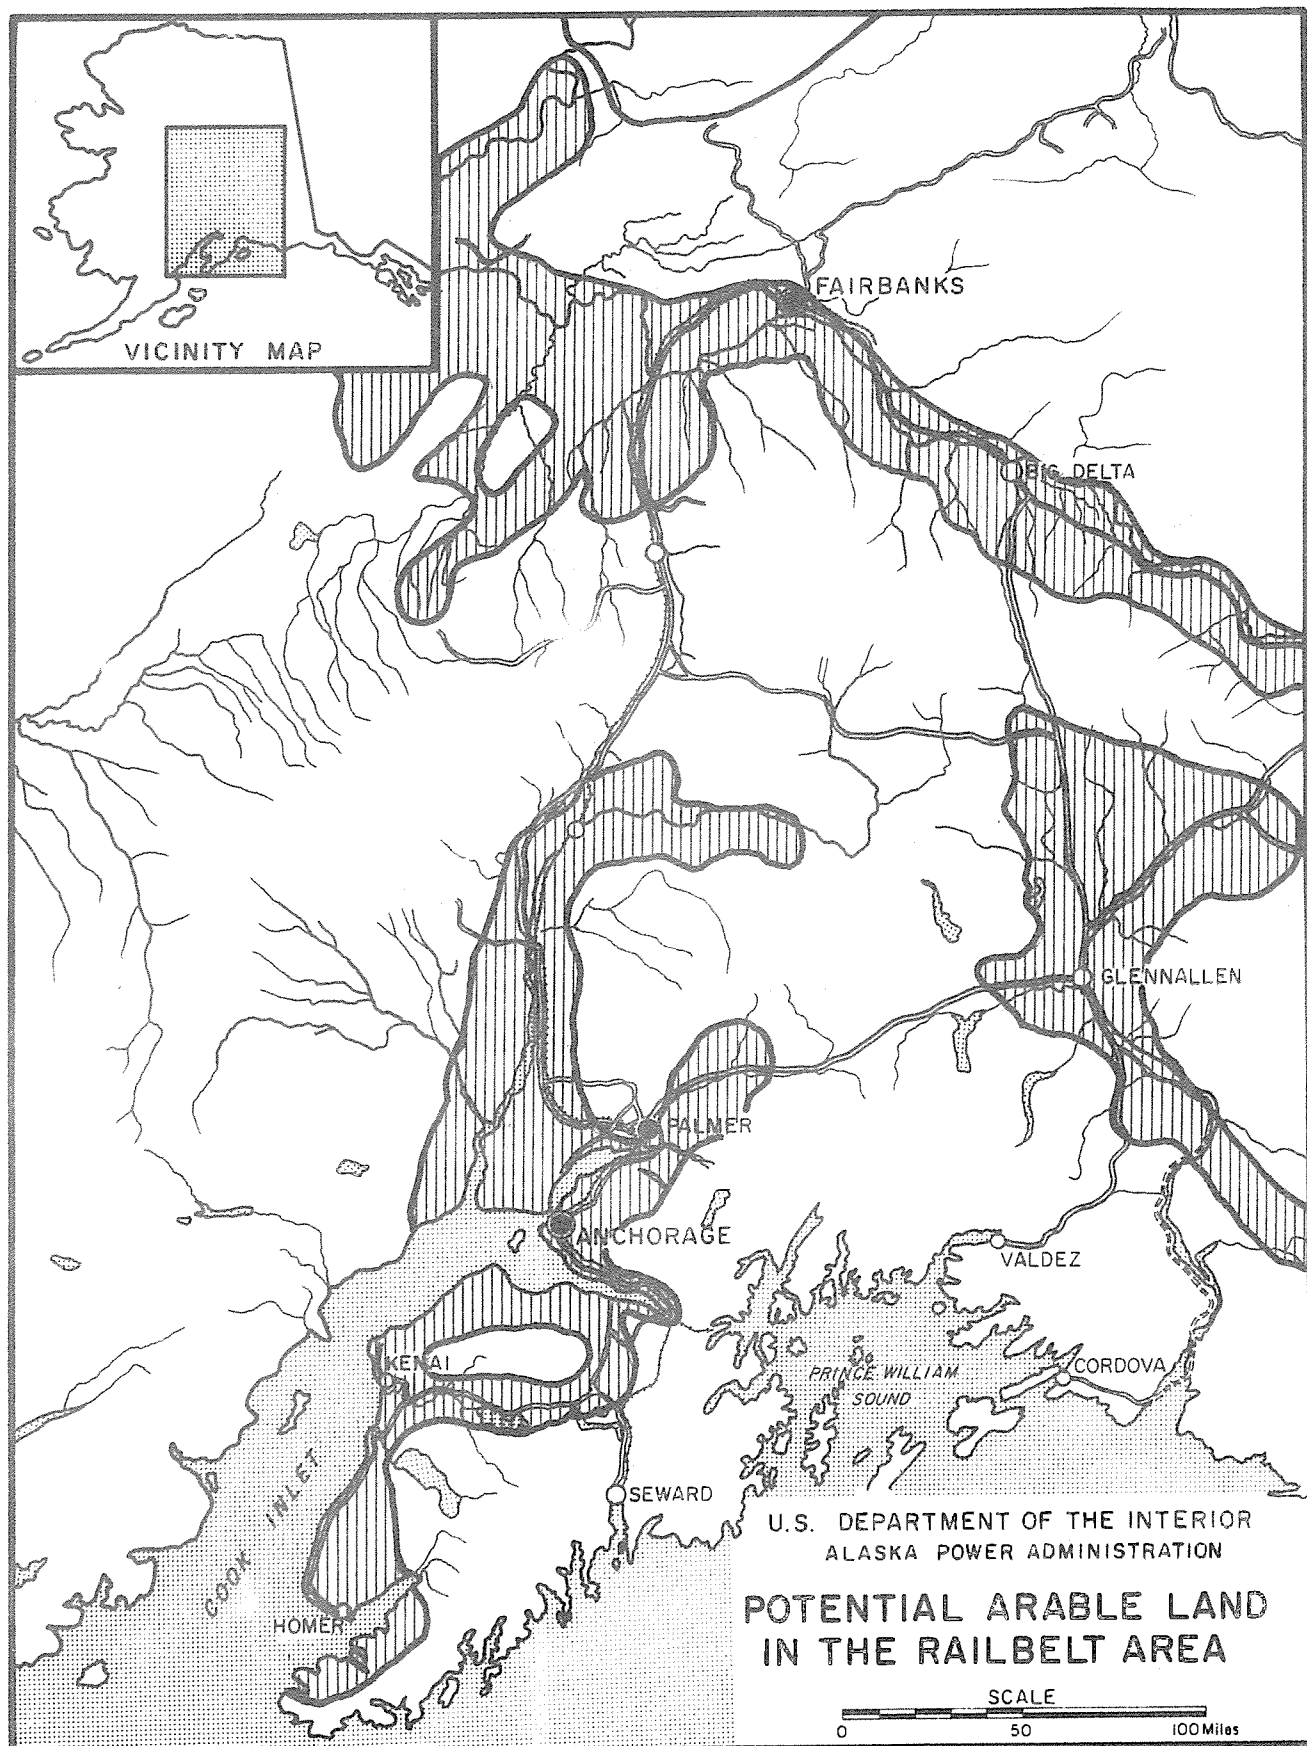 VICINITY MAP
FAIRBANKS
BIG DELTA
GLENNALLEN
PALMER
ANCHORAGE
VALDEZ
KENAI
PRINCE WILLIAM
SOUND
CORDOVA
COOK INLET
SEWARD
HOMER
U.S. DEPARTMENT OF THE INTERIOR
ALASKA POWER ADMINISTRATION
POTENTIAL ARABLE LAND
IN THE RAILBELT AREA
SCALE
0 50 100 Miles